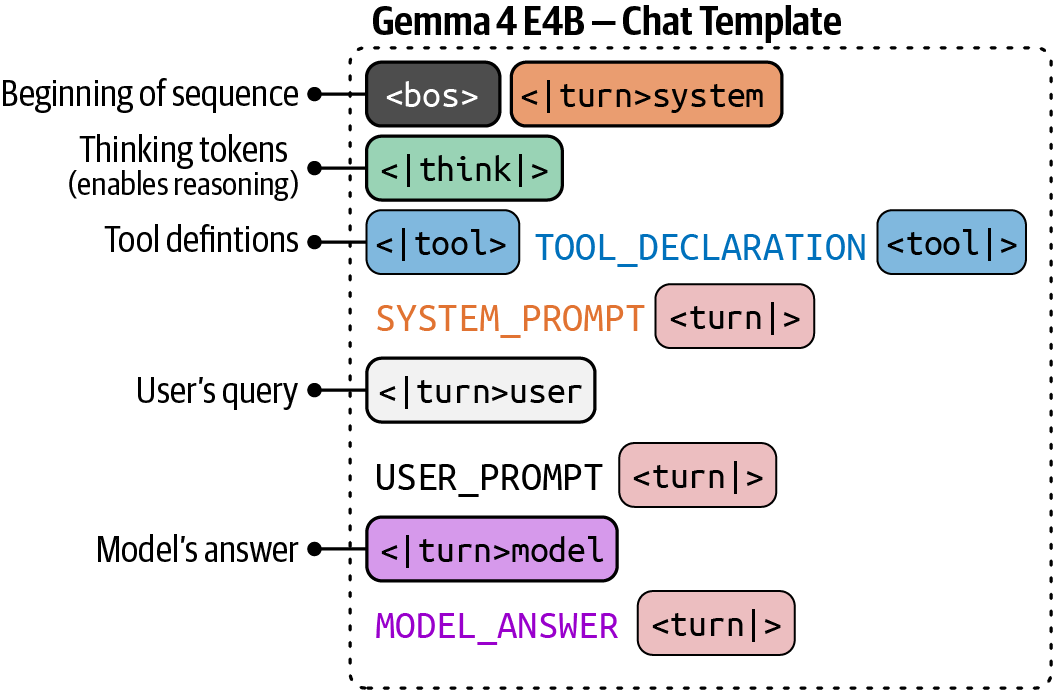 Gemma 4 E4B — Chat Template
Beginning of sequence <bos> <|turn>system
Thinking tokens
(enables reasoning) <|think|>
Tool defintions <|tool> TOOL_DECLARATION <tool|>
SYSTEM_PROMPT <turn|>
User’s query <|turn>user
USER_PROMPT <turn|>
Model’s answer <|turn>model
MODEL_ANSWER <turn|>